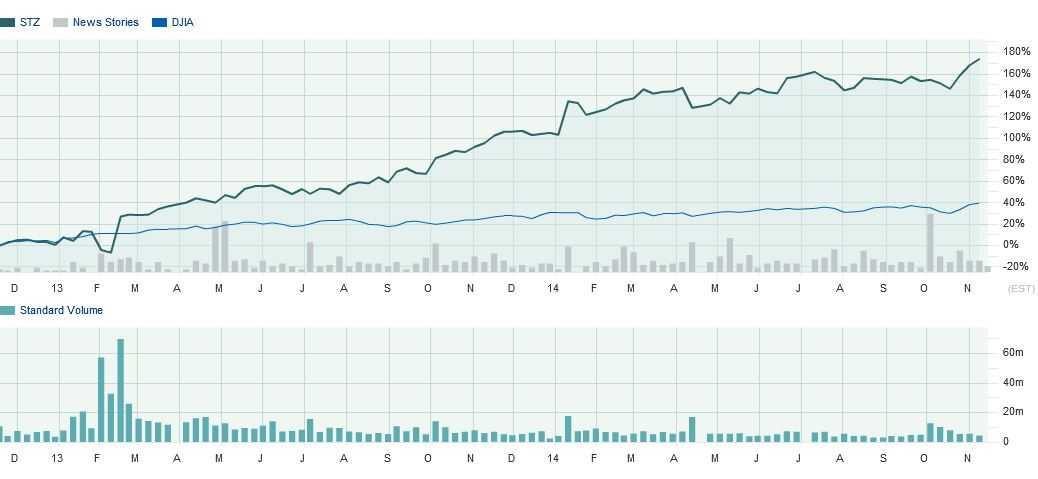 STZ News Stories DJIA
180%
160%
140%
120%
100%
80%
60%
40%
20%
0%
-20%
D 13 F M A M J J A S O N D 14 F M A M J J A S O N (EST)
Standard Volume
60m
40m
20m
0
D 13 F M A M J J A S O N D 14 F M A M J J A S O N